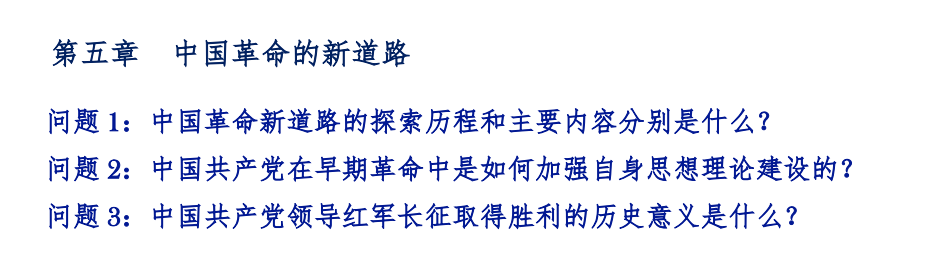 第五章　中国革命的新道路
问题 1：中国革命新道路的探索历程和主要内容分别是什么？
问题 2：中国共产党在早期革命中是如何加强自身思想理论建设的？
问题 3：中国共产党领导红军长征取得胜利的历史意义是什么？